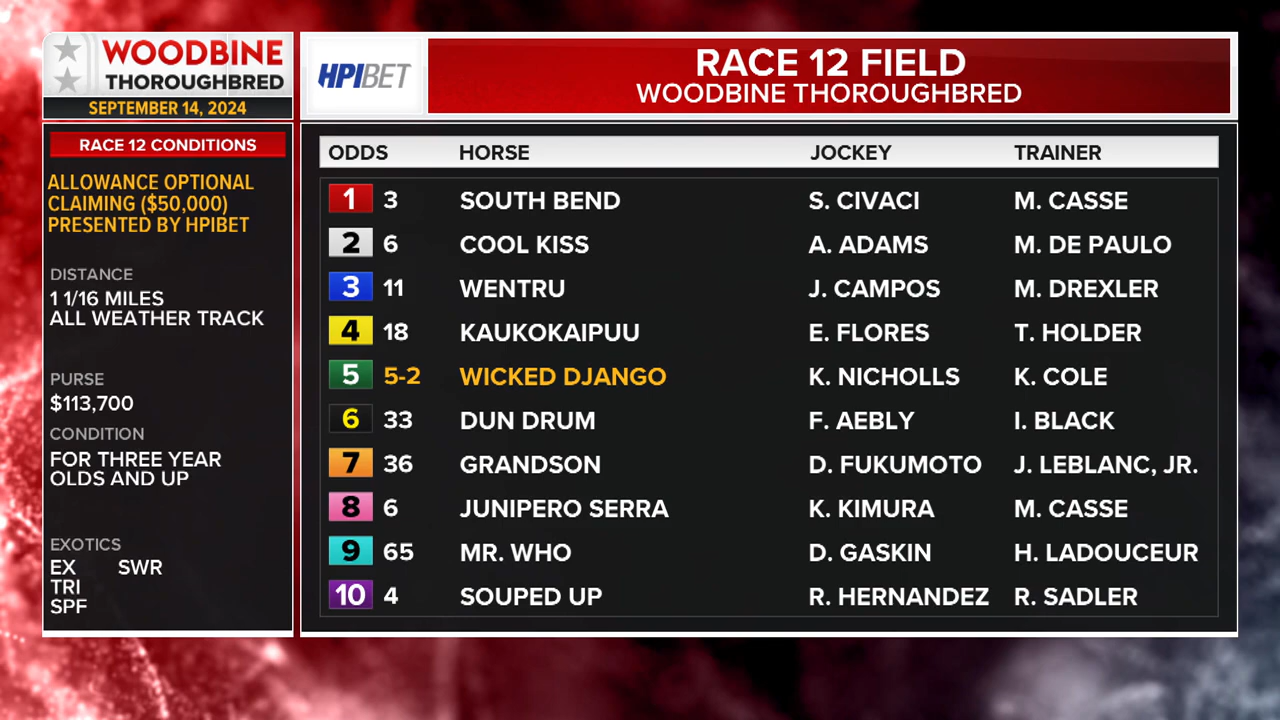 WOODBINE
THOROUGHBRED
SEPTEMBER 14, 2024
HPIBET
RACE 12 FIELD
WOODBINE THOROUGHBRED
RACE 12 CONDITIONS
ALLOWANCE OPTIONAL
CLAIMING ($50,000)
PRESENTED BY HPIBET
DISTANCE
1 1/16 MILES
ALL WEATHER TRACK
PURSE
$113,700
CONDITION
FOR THREE YEAR
OLDS AND UP
EXOTICS
EX SWR
TRI
SPF
ODDS HORSE JOCKEY TRAINER
1 3 SOUTH BEND S. CIVACI M. CASSE
2 6 COOL KISS A. ADAMS M. DE PAULO
3 11 WENTRU J. CAMPOS M. DREXLER
4 18 KAUKOKAIPUU E. FLORES T. HOLDER
5 5-2 WICKED DJANGO K. NICHOLLS K. COLE
6 33 DUN DRUM F. AEBLY I. BLACK
7 36 GRANDSON D. FUKUMOTO J. LEBLANC, JR.
8 6 JUNIPERO SERRA K. KIMURA M. CASSE
9 65 MR. WHO D. GASKIN H. LADOUCEUR
10 4 SOUPED UP R. HERNANDEZ R. SADLER